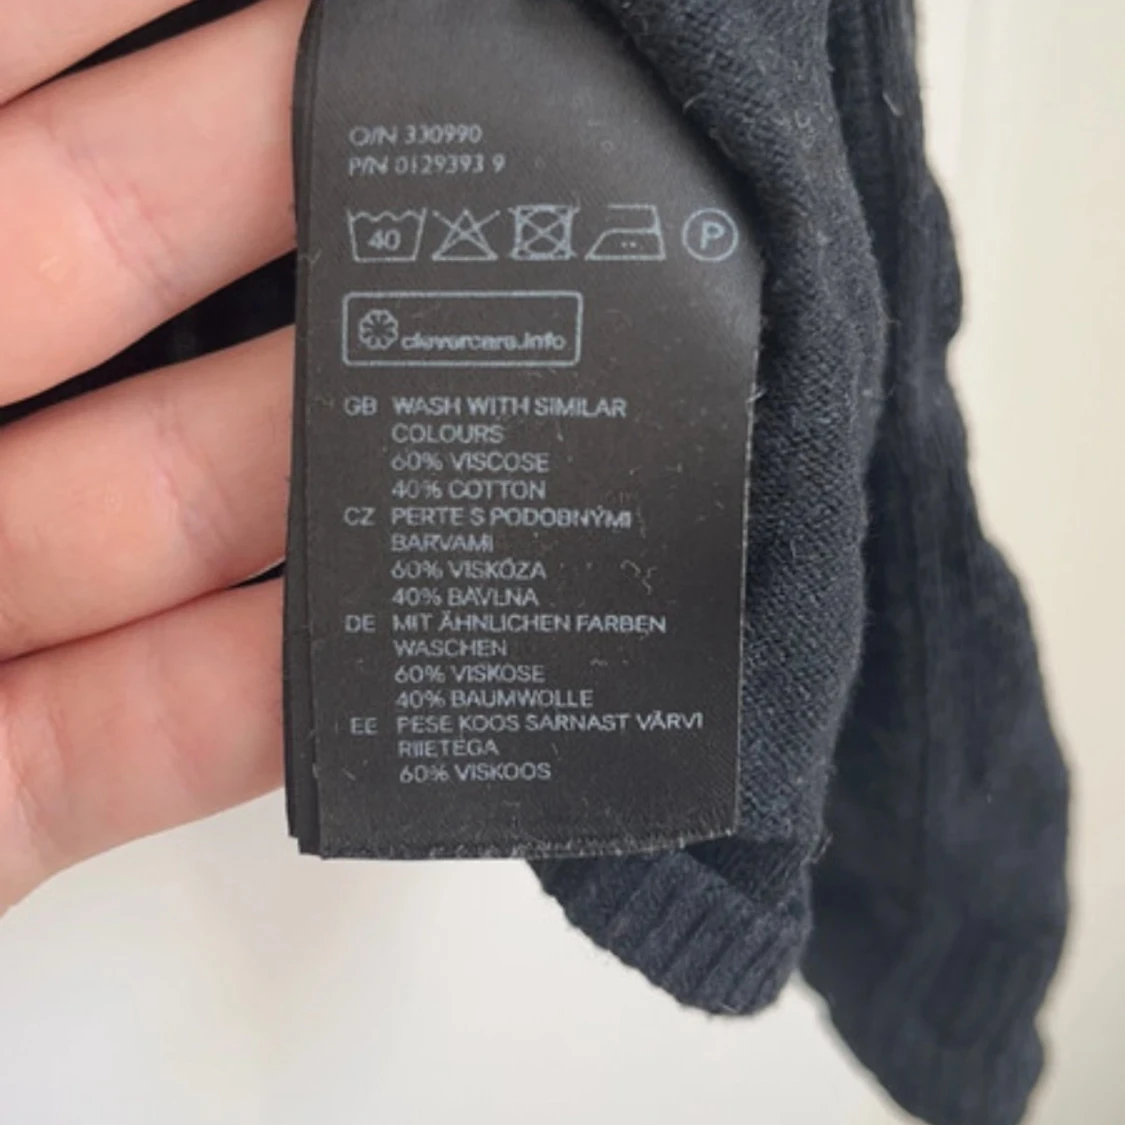 O/N 330990
P/N 0129393 9
40 P
clevercare.info
GB WASH WITH SIMILAR
COLOURS
60% VISCOSE
40% COTTON
CZ PERTE S PODOBNÝMI
BARVAMI
60% VISKÓZA
40% BAVLNA
DE MIT ÄHNLICHEN FARBEN
WASCHEN
60% VISKOSE
40% BAUMWOLLE
EE PESE KOOS SARNAST VÄRVI
RIIETEGA
60% VISKOOS